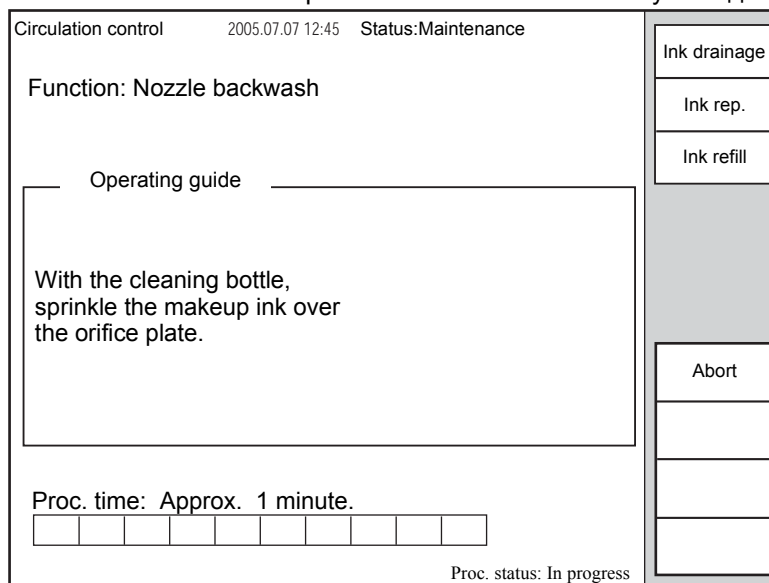 Circulation control 2005.07.07 12:45 Status:Maintenance
Function: Nozzle backwash
Operating guide
With the cleaning bottle,
sprinkle the makeup ink over
the orifice plate.
Proc. time: Approx. 1 minute.
Proc. status: In progress
Ink drainage
Ink rep.
Ink refill
Abort